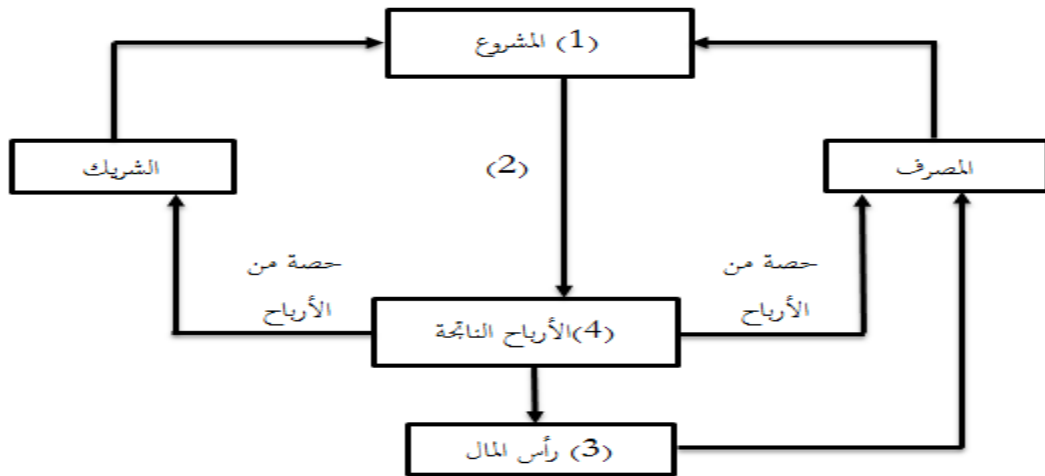 (1) المشروع
الشريك
(2)
المصرف
حصة من
الأرباح
حصة من
الأرباح
(4)الأرباح الناتجة
(3) رأس المال